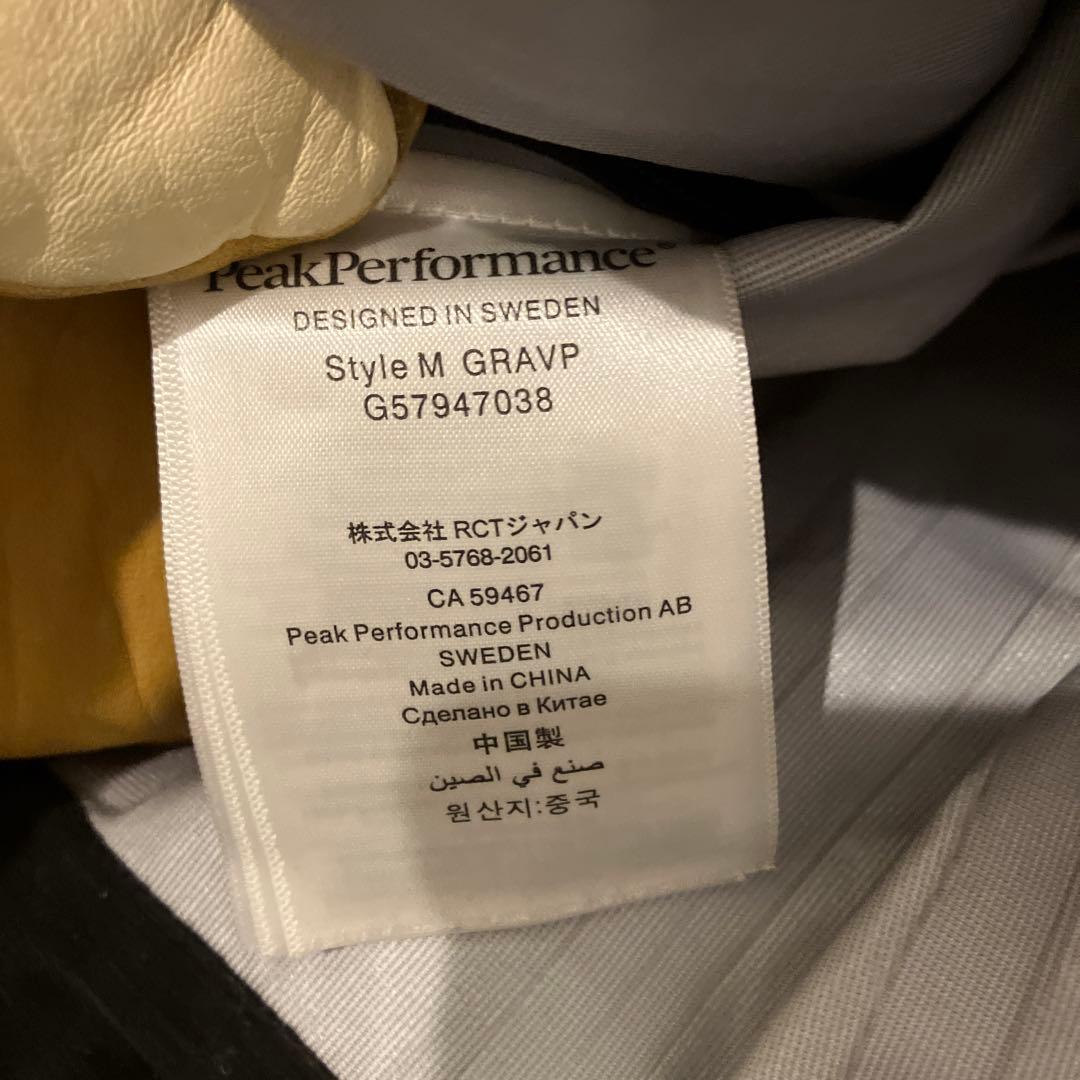 PeakPerformance®
DESIGNED IN SWEDEN
Style M GRAVP
G57947038
株式会社 RCTジャパン
03-5768-2061
CA 59467
Peak Performance Production AB
SWEDEN
Made in CHINA
Сделано в Китае
中国製
صنع في الصين
원산지:중국